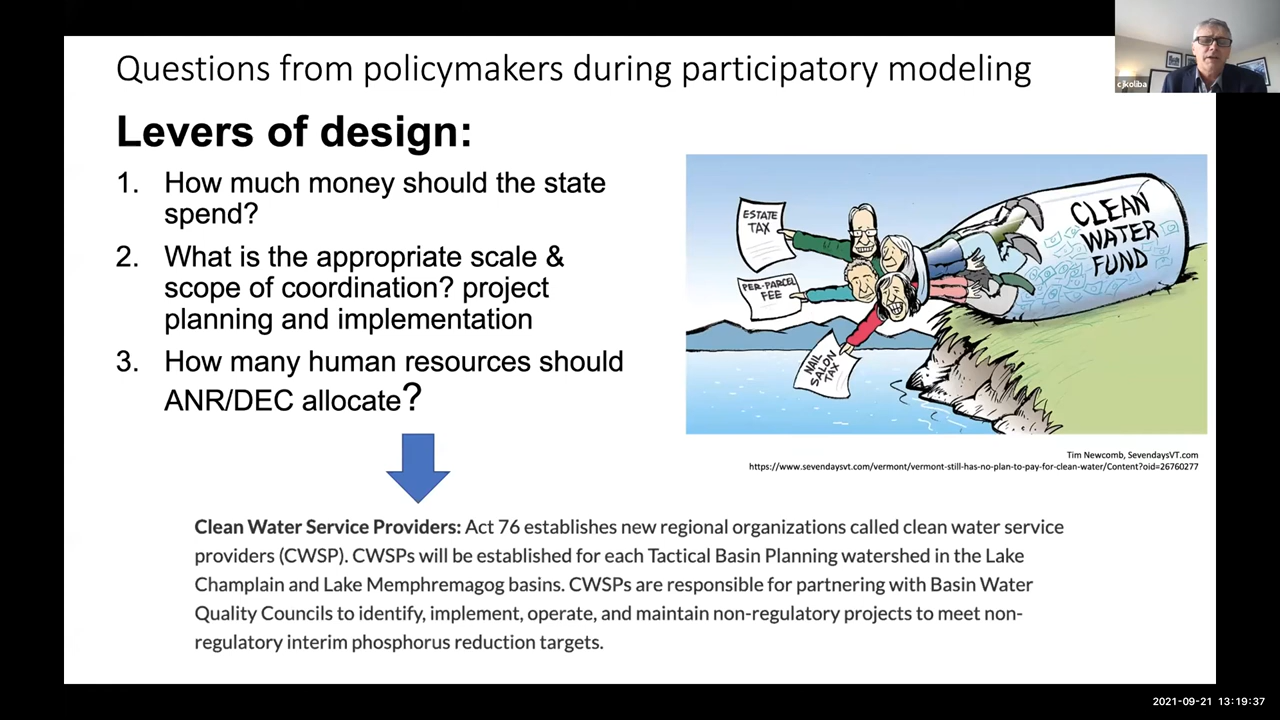 Questions from policymakers during participatory modeling
cjkoliba
Levers of design:
1. How much money should the state
spend?
2. What is the appropriate scale &
scope of coordination? project
planning and implementation
3. How many human resources should
ANR/DEC allocate?
ESTATE
TAX
PER-PARCEL
FEE
NAIL
SALON
TAX
CLEAN
WATER
FUND
Tim Newcomb, SevendaysVT.com
https://www.sevendaysvt.com/vermont/vermont-still-has-no-plan-to-pay-for-clean-water/Content?oid=26760277
Clean Water Service Providers: Act 76 establishes new regional organizations called clean water service
providers (CWSP). CWSPs will be established for each Tactical Basin Planning watershed in the Lake
Champlain and Lake Memphremagog basins. CWSPs are responsible for partnering with Basin Water
Quality Councils to identify, implement, operate, and maintain non-regulatory projects to meet non-
regulatory interim phosphorus reduction targets.
2021-09-21 13:19:37